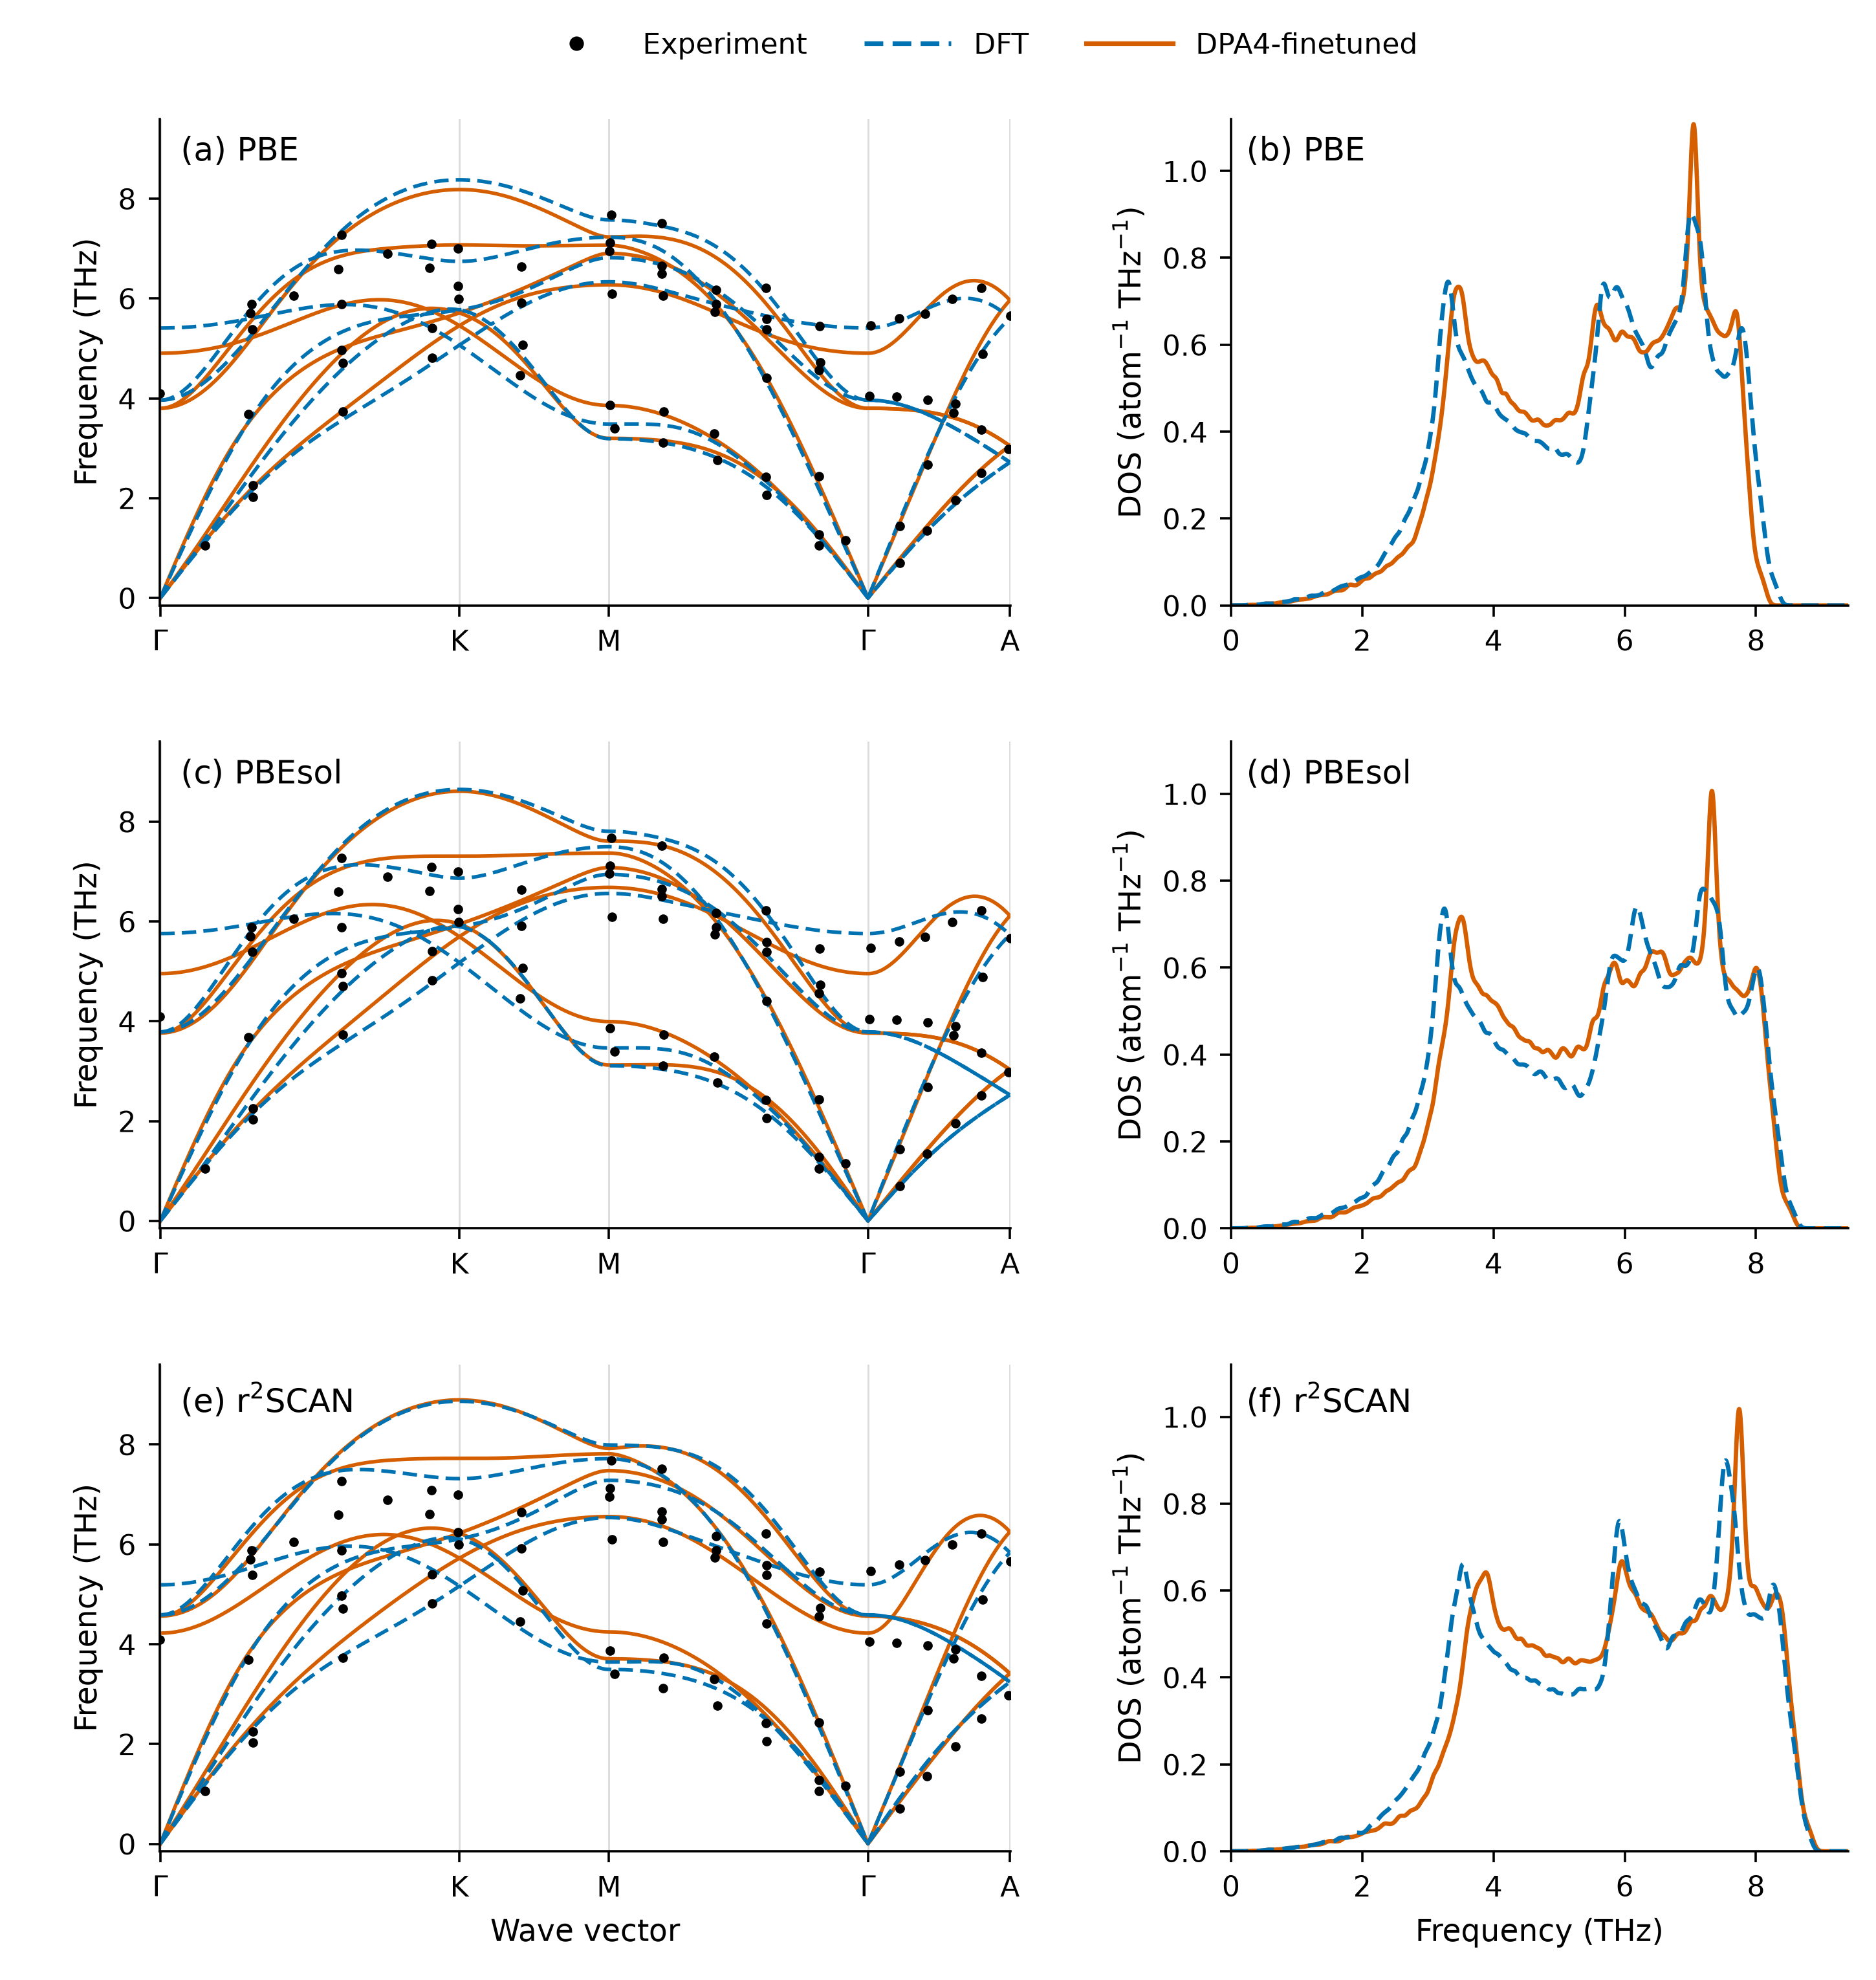 Experiment DFT DPA4-finetuned
(a) PBE
Frequency (THz)
8
6
4
2
0
Γ K M Γ A
(b) PBE
DOS (atom⁻¹ THz⁻¹)
1.0
0.8
0.6
0.4
0.2
0.0
0 2 4 6 8
(c) PBEsol
Frequency (THz)
8
6
4
2
0
Γ K M Γ A
(d) PBEsol
DOS (atom⁻¹ THz⁻¹)
1.0
0.8
0.6
0.4
0.2
0.0
0 2 4 6 8
(e) r²SCAN
Frequency (THz)
8
6
4
2
0
Γ K M Γ A
Wave vector
(f) r²SCAN
DOS (atom⁻¹ THz⁻¹)
1.0
0.8
0.6
0.4
0.2
0.0
0 2 4 6 8
Frequency (THz)